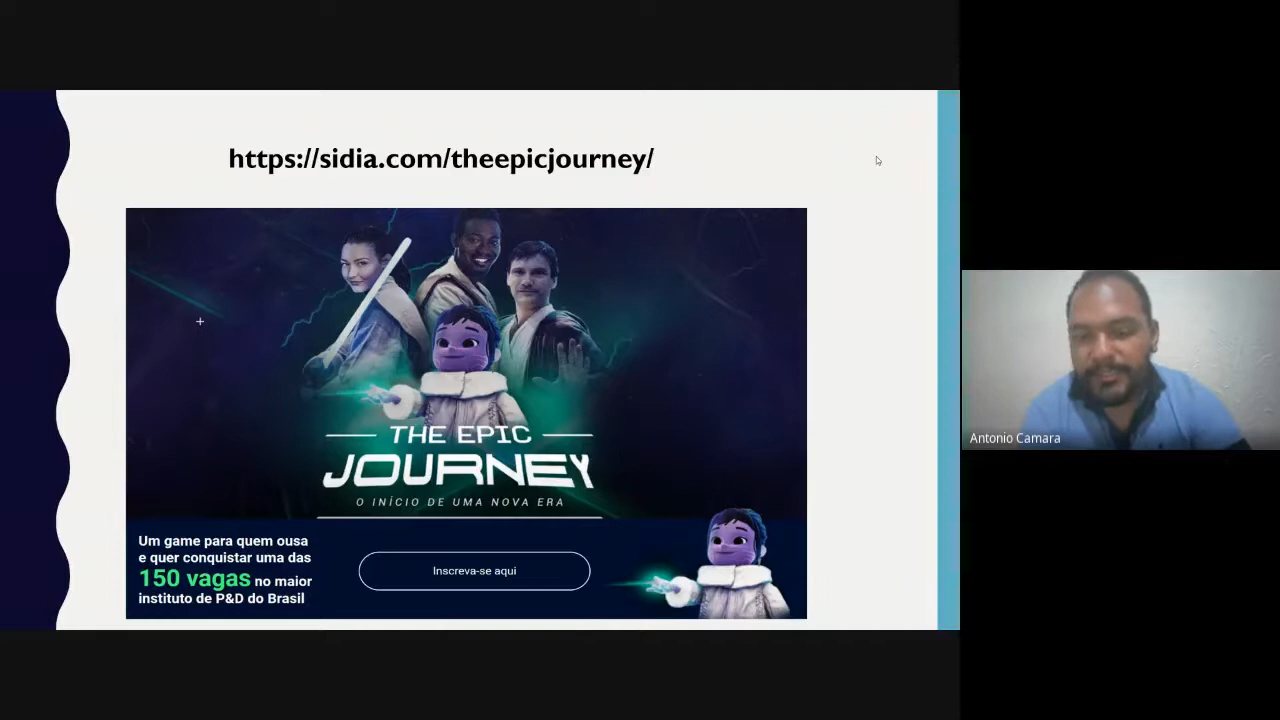 https://sidia.com/theepicjourney/
THE EPIC
JOURNEY
O INÍCIO DE UMA NOVA ERA
Um game para quem ousa
e quer conquistar uma das
150 vagas no maior
instituto de P&D do Brasil
Inscreva-se aqui
Antonio Camara